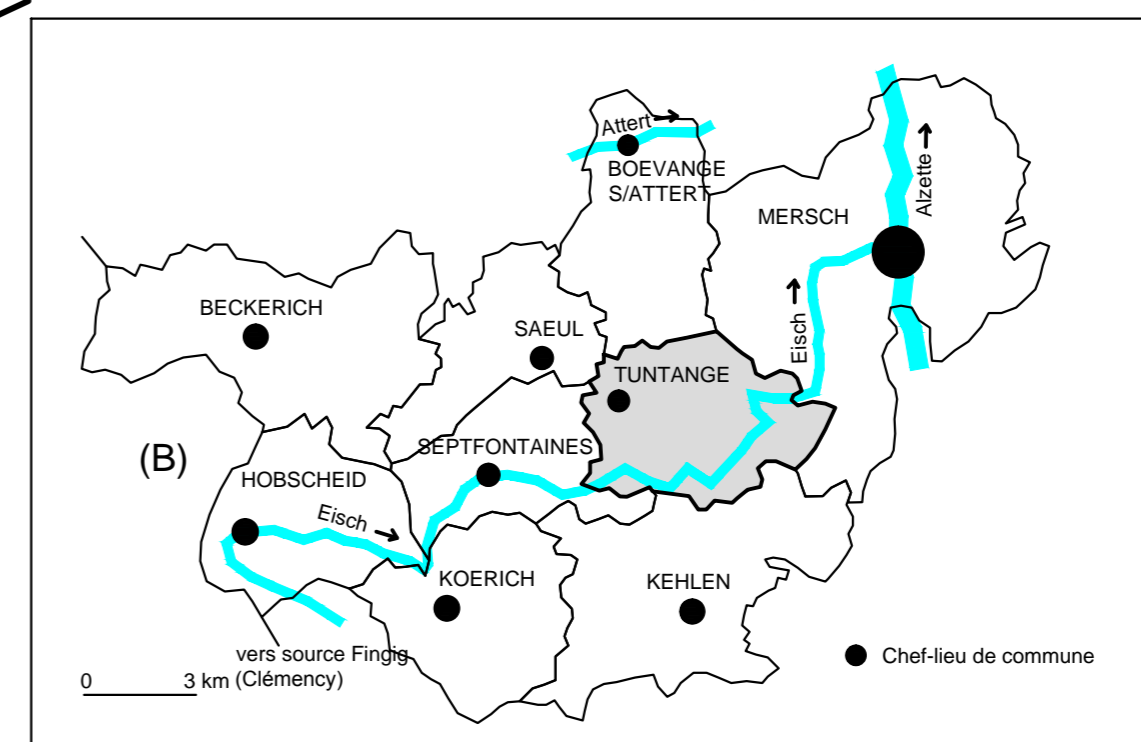 Attert
BOEVANGE
S/ATTERT
MERSCH
Alzette
BECKERICH
SAEUL
Eisch
TUNTANGE
(B)
SEPTFONTAINES
HOBSCHEID
Eisch
KOERICH
KEHLEN
vers source Fingig
(Clémency)
0 3 km
Chef-lieu de commune